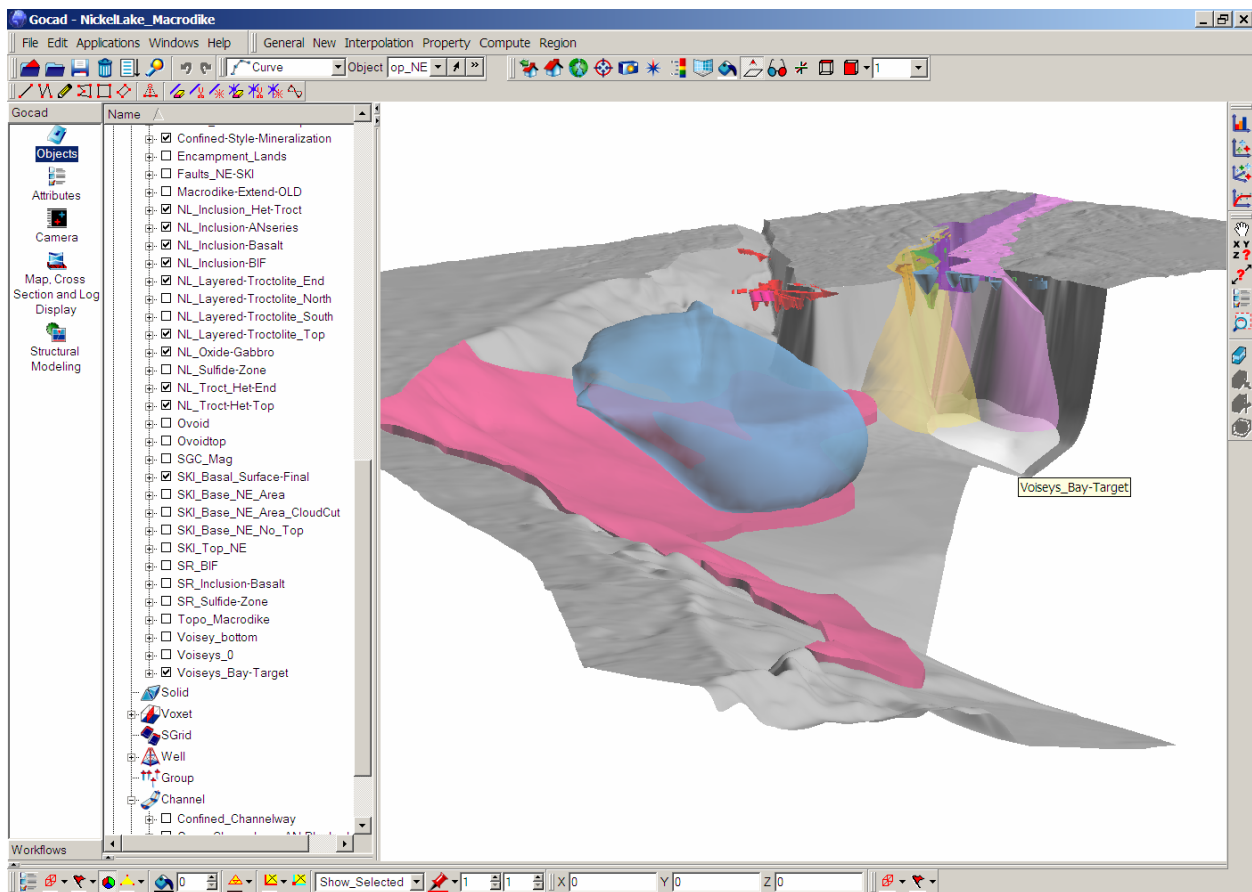 Gocad - NickelLake_Macrodike
File Edit Applications Windows Help General New Interpolation Property Compute Region
Curve Object op_NE » 1
Gocad Name
Objects
Attributes
Camera
Map, Cross
Section and Log
Display
Structural
Modeling
Confined-Style-Mineralization
Encampment_Lands
Faults_NE-SKI
Macrodike-Extend-OLD
NL_Inclusion_Het-Troct
NL_Inclusion-ANseries
NL_Inclusion-Basalt
NL_Inclusion-BIF
NL_Layered-Troctolite_End
NL_Layered-Troctolite_North
NL_Layered-Troctolite_South
NL_Layered-Troctolite_Top
NL_Oxide-Gabbro
NL_Sulfide-Zone
NL_Troct_Het-End
NL_Troct-Het-Top
Ovoid
Ovoidtop
SGC_Mag
SKI_Basal_Surface-Final
SKI_Base_NE_Area
SKI_Base_NE_Area_CloudCut
SKI_Base_NE_No_Top
SKI_Top_NE
SR_BIF
SR_Inclusion-Basalt
SR_Sulfide-Zone
Topo_Macrodike
Voisey_bottom
Voiseys_0
Voiseys_Bay-Target
Solid
Voxet
SGrid
Well
Group
Channel
Confined_Channelway
Voiseys_Bay-Target
X Y
Z ?
?
Workflows
0 Show_Selected 1 1 X 0 Y 0 Z 0